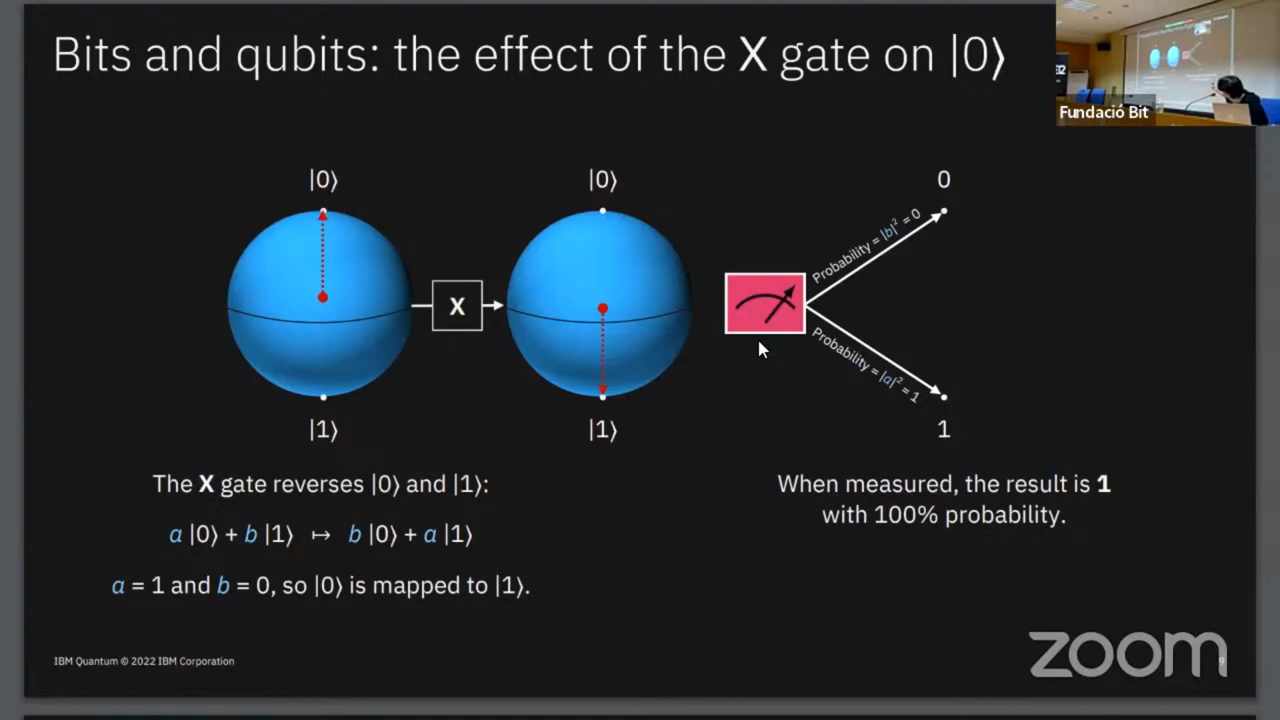 Bits and qubits: the effect of the X gate on |0⟩
Fundació Bit
|0⟩
|0⟩
0
Probability = |b|² = 0
X
Probability = |a|² = 1
|1⟩
|1⟩
1
The X gate reverses |0⟩ and |1⟩:
a |0⟩ + b |1⟩ ↦ b |0⟩ + a |1⟩
a = 1 and b = 0, so |0⟩ is mapped to |1⟩.
When measured, the result is 1
with 100% probability.
IBM Quantum © 2022 IBM Corporation
zoom
9